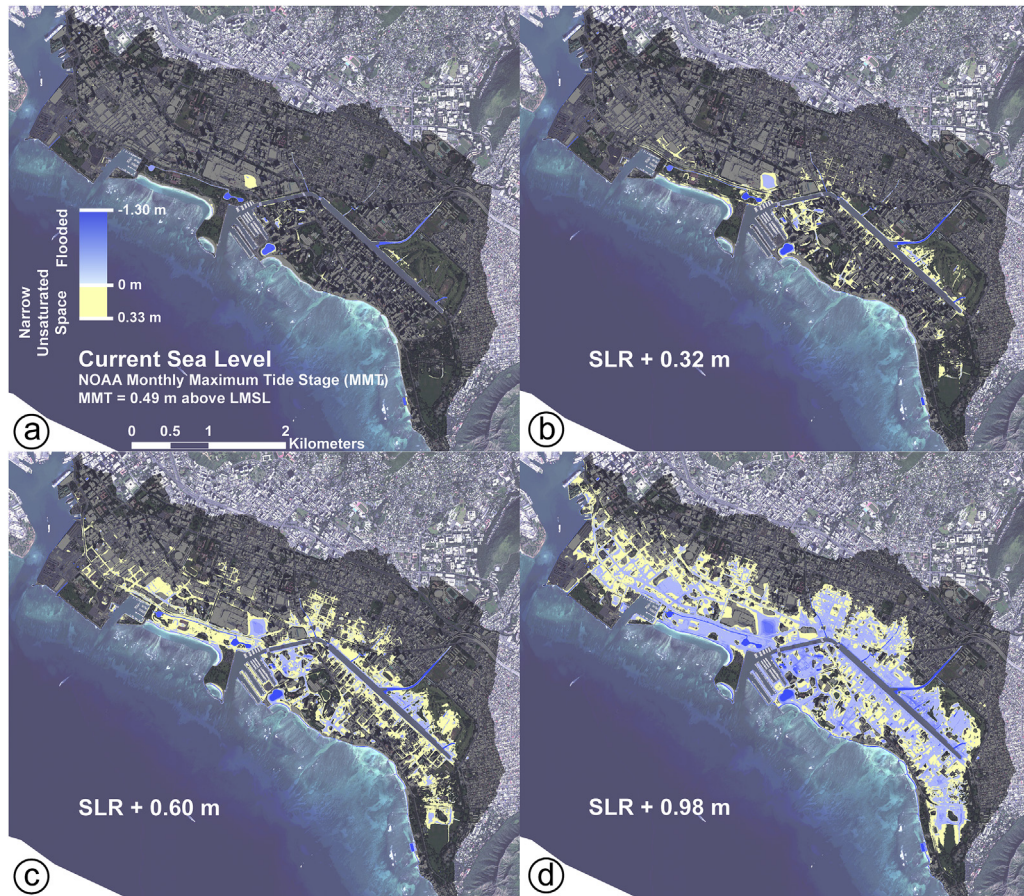 -1.30 m
Flooded
0 m
Narrow
Unsaturated
Space
0.33 m
Current Sea Level
NOAA Monthly Maximum Tide Stage (MMT)
MMT = 0.49 m above LMSL
0 0.5 1 2
Kilometers
a
SLR + 0.32 m
b
SLR + 0.60 m
c
SLR + 0.98 m
d